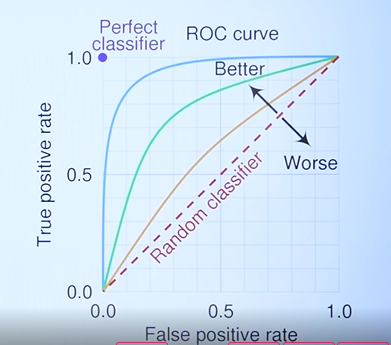 Perfect
classifier
ROC curve
1.0
Better
True positive rate
0.5
Worse
Random classifier
0.0
0.0
0.5
1.0
False positive rate